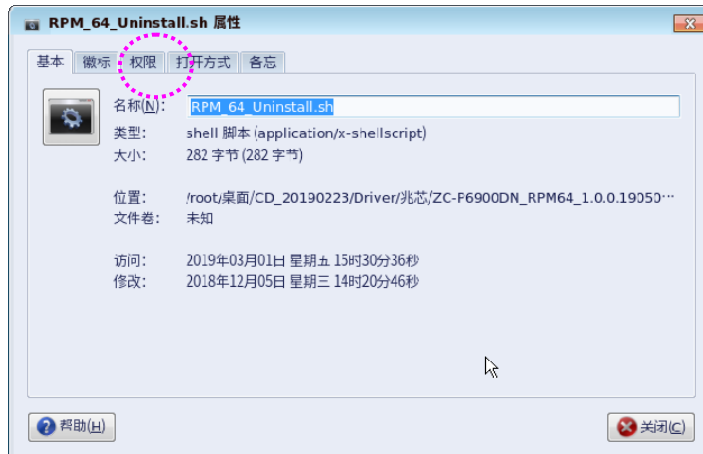 RPM_64_Uninstall.sh 属性
基本 徽标 权限 打开方式 备忘
名称(N): RPM_64_Uninstall.sh
类型: shell 脚本 (application/x-shellscript)
大小: 282 字节 (282 字节)
位置: /root/桌面/CD_20190223/Driver/兆芯/ZC-P6900DN_RPM64_1.0.0.19050···
文件卷: 未知
访问: 2019年03月01日 星期五 15时30分36秒
修改: 2018年12月05日 星期三 14时20分46秒
帮助(H) 关闭(C)